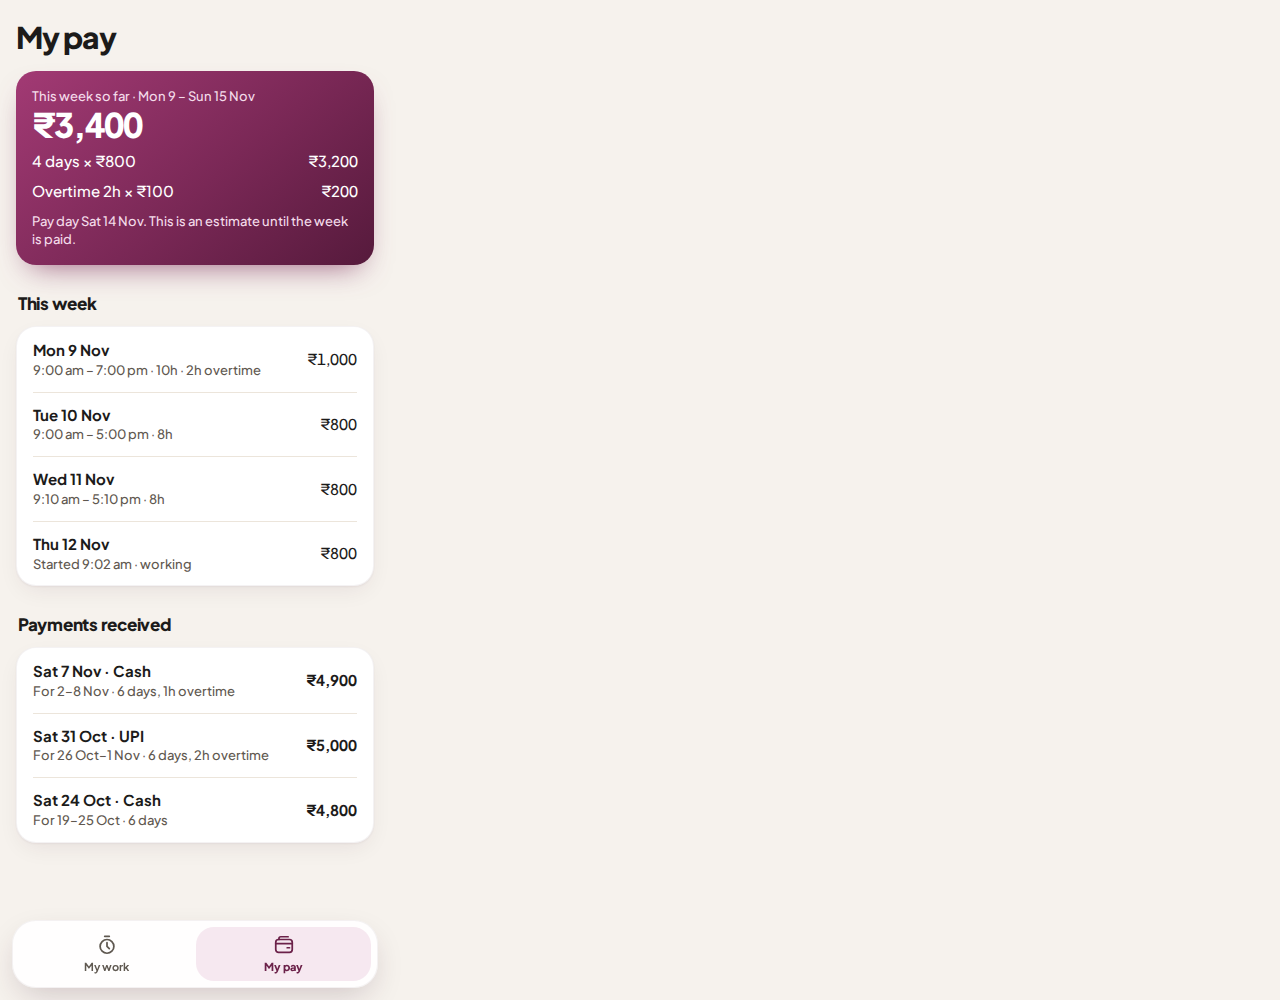 My pay
This week so far · Mon 9 – Sun 15 Nov
₹3,400
4 days × ₹800 ₹3,200
Overtime 2h × ₹100 ₹200
Pay day Sat 14 Nov. This is an estimate until the week
is paid.
This week
Mon 9 Nov
9:00 am – 7:00 pm · 10h · 2h overtime
₹1,000
Tue 10 Nov
9:00 am – 5:00 pm · 8h
₹800
Wed 11 Nov
9:10 am – 5:10 pm · 8h
₹800
Thu 12 Nov
Started 9:02 am · working
₹800
Payments received
Sat 7 Nov · Cash
For 2–8 Nov · 6 days, 1h overtime
₹4,900
Sat 31 Oct · UPI
For 26 Oct–1 Nov · 6 days, 2h overtime
₹5,000
Sat 24 Oct · Cash
For 19–25 Oct · 6 days
₹4,800
My work
My pay